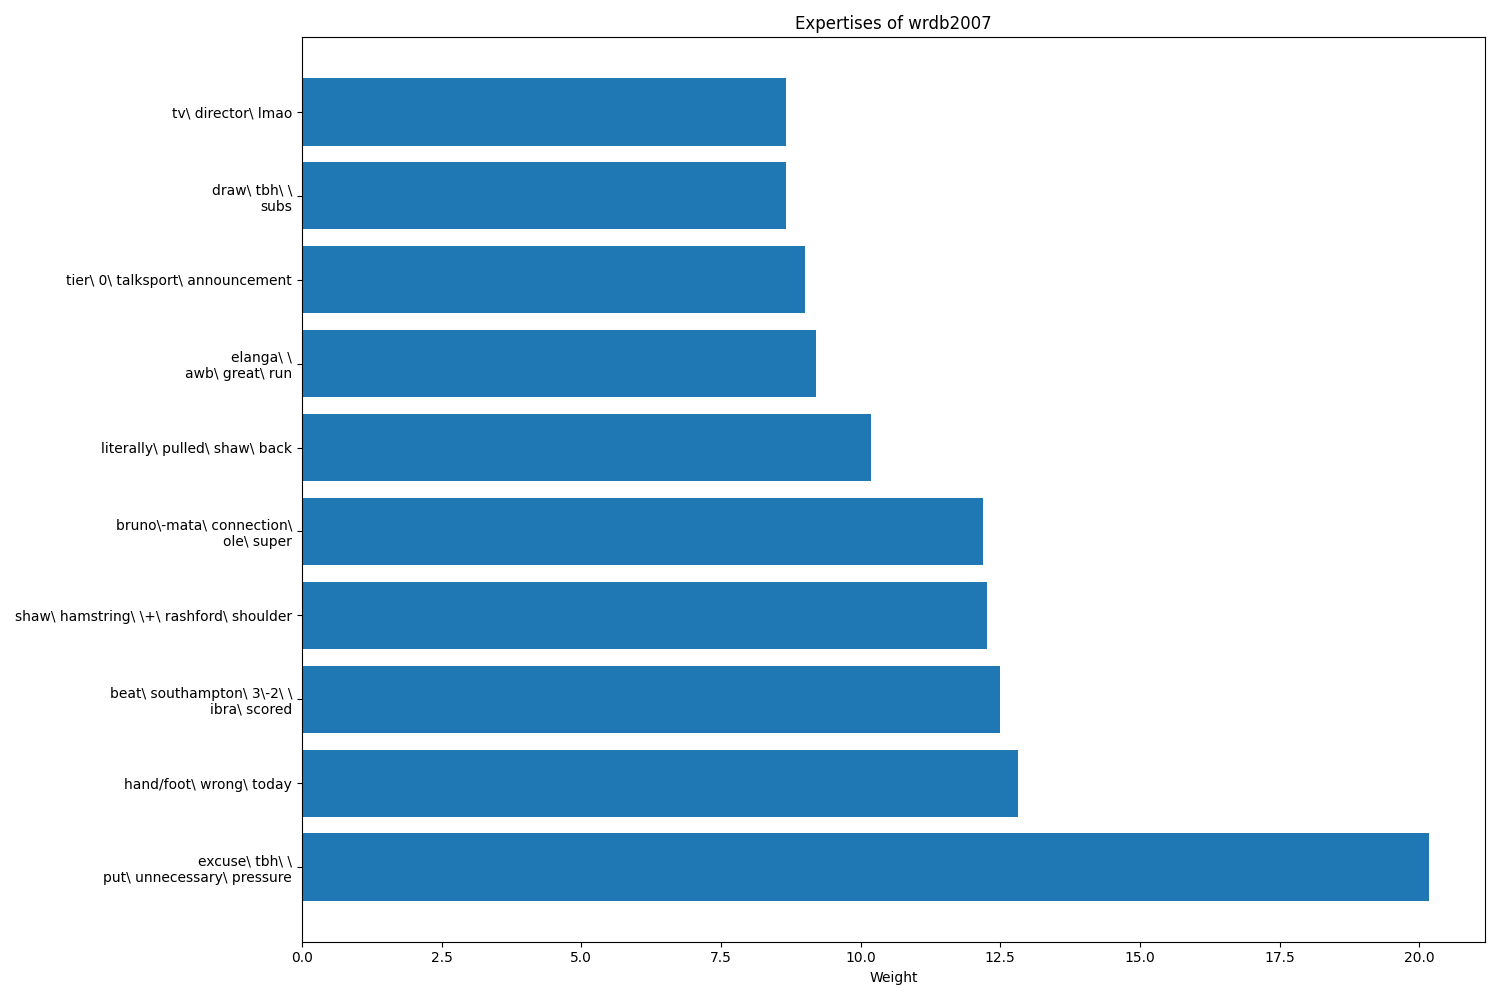 Expertises of wrdb2007
tv\ director\ lmao
draw\ tbh\ \
subs
tier\ 0\ talksport\ announcement
elanga\ \
awb\ great\ run
literally\ pulled\ shaw\ back
bruno\-mata\ connection\
ole\ super
shaw\ hamstring\ \+\ rashford\ shoulder
beat\ southampton\ 3\-2\ \
ibra\ scored
hand/foot\ wrong\ today
excuse\ tbh\ \
put\ unnecessary\ pressure
0.0 2.5 5.0 7.5 10.0 12.5 15.0 17.5 20.0
Weight